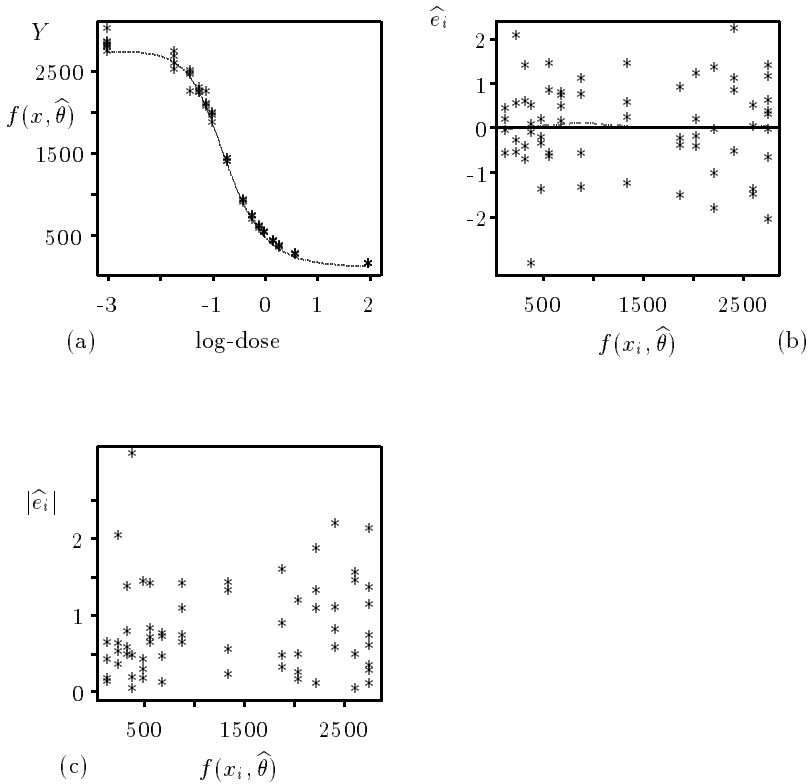 Y
2500
f(x, θ̂)
1500
500
-3 -1 0 1 2
(a) log-dose
ê_i
2
1
0
-1
-2
500 1500 2500
f(x_i, θ̂) (b)
|ê_i|
2
1
0
500 1500 2500
(c) f(x_i, θ̂)